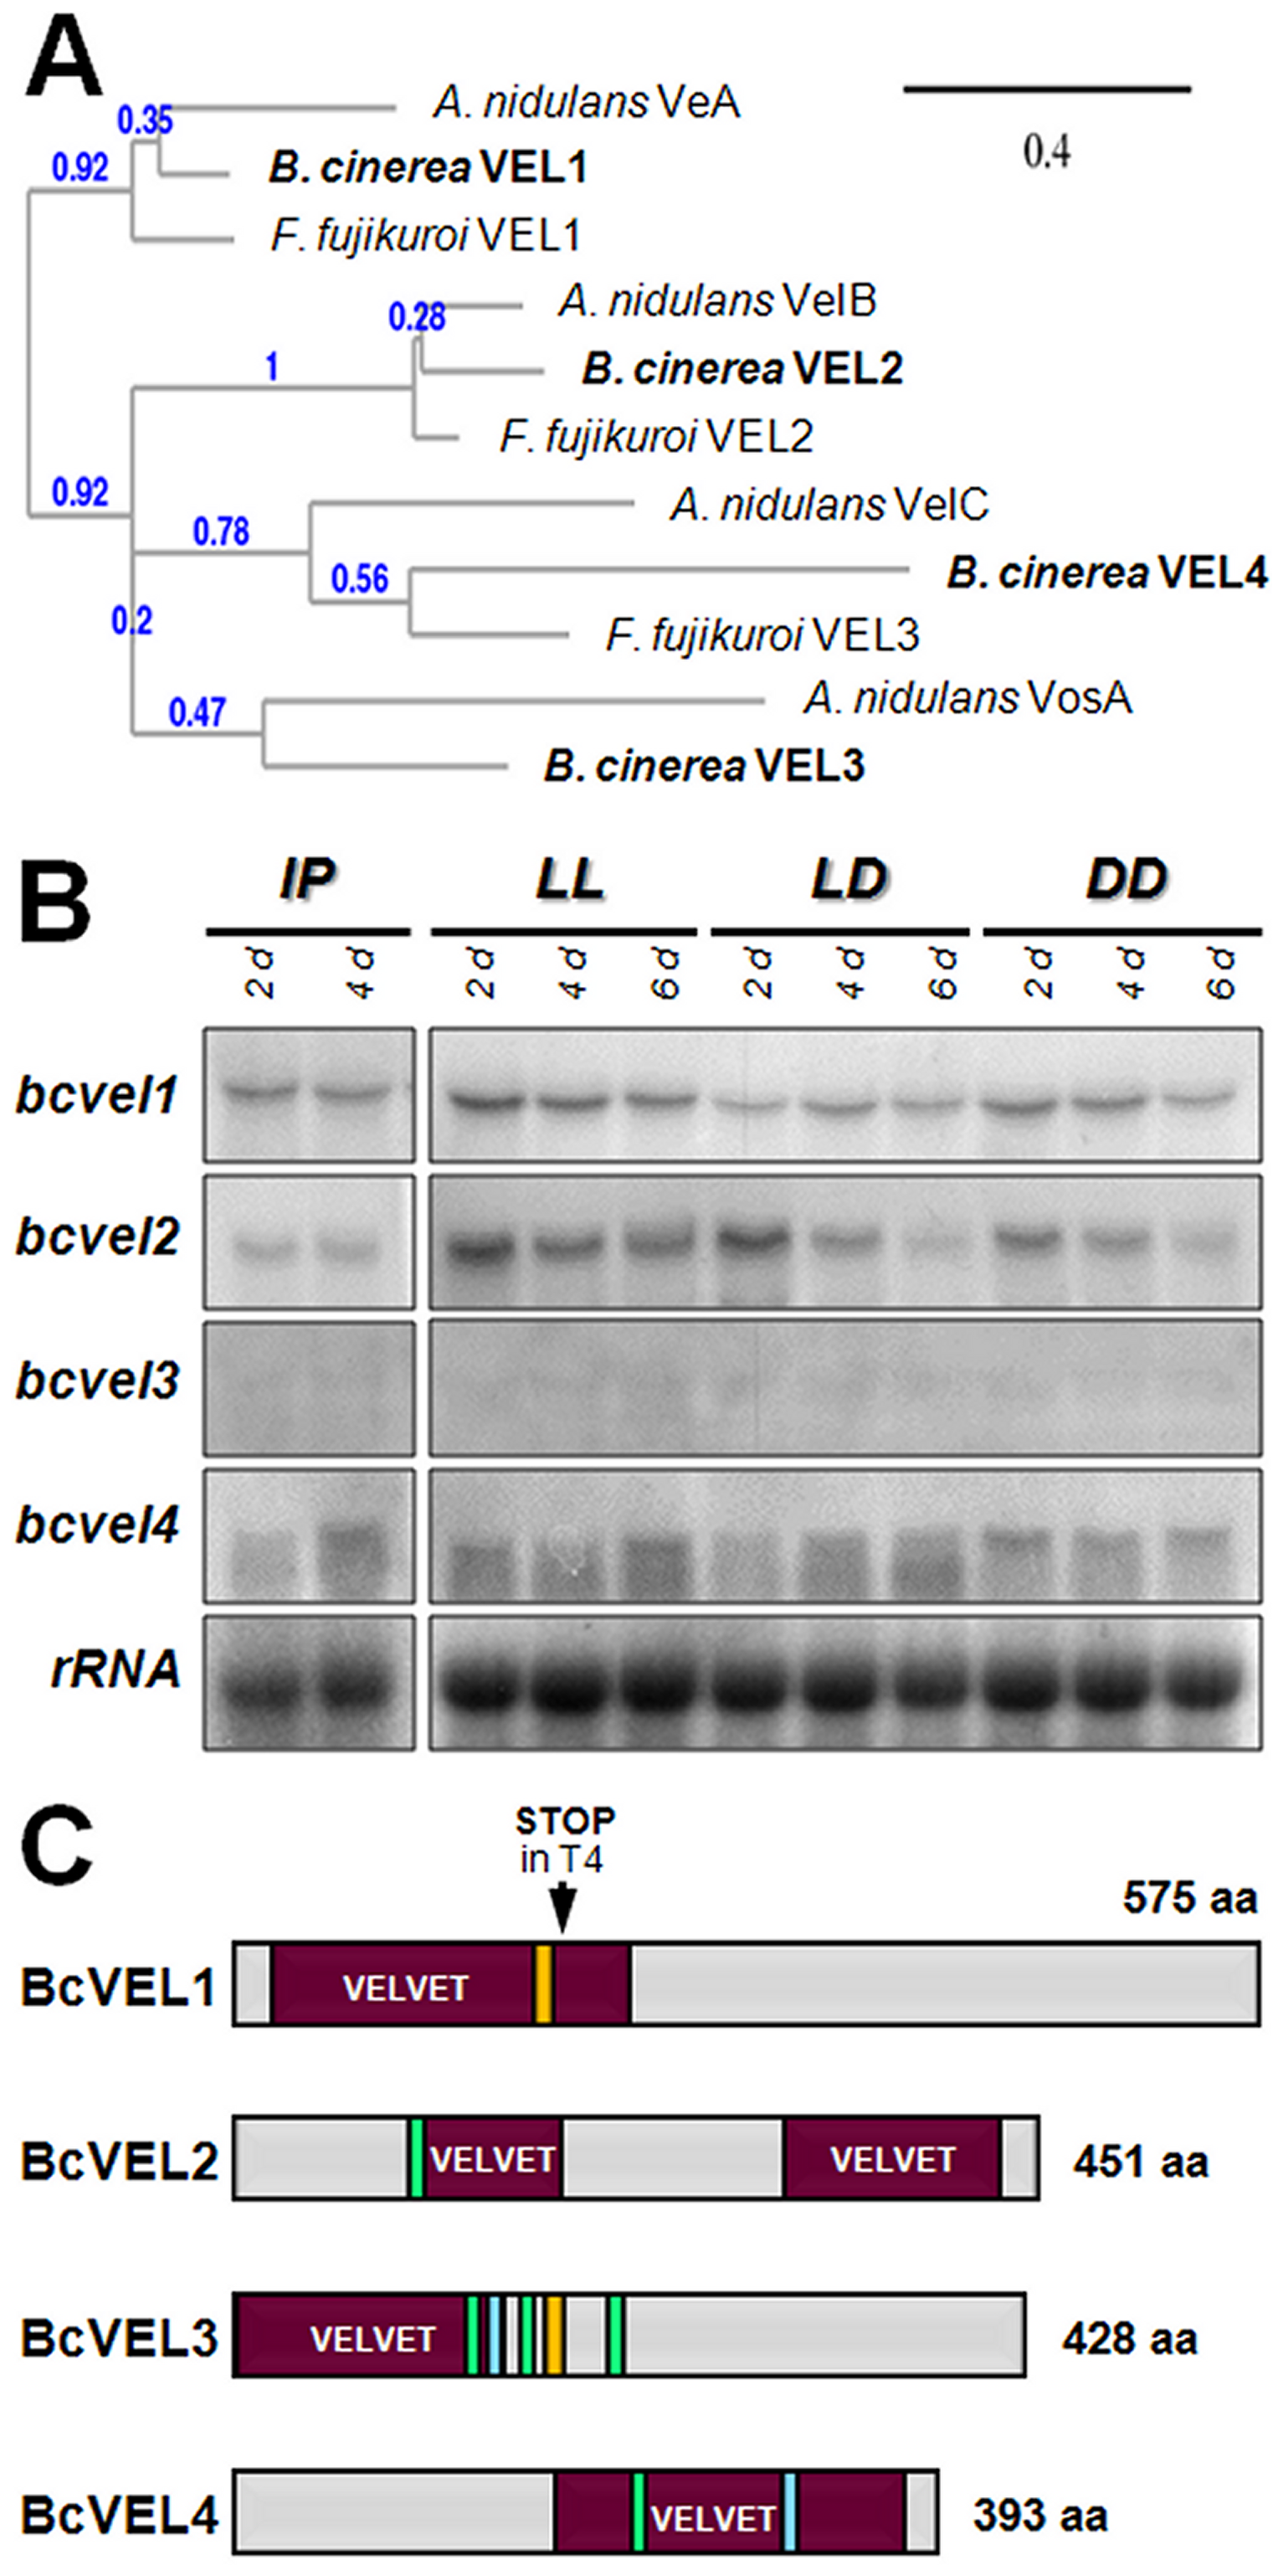 A
A. nidulans VeA
0.35
0.92
B. cinerea VEL1
0.4
F. fujikuroi VEL1
A. nidulans VelB
0.28
1
B. cinerea VEL2
F. fujikuroi VEL2
0.92
A. nidulans VelC
0.78
0.56
B. cinerea VEL4
0.2
F. fujikuroi VEL3
A. nidulans VosA
0.47
B. cinerea VEL3
B
IP LL LD DD
2 d 4 d 2 d 4 d 6 d 2 d 4 d 6 d 2 d 4 d 6 d
bcvel1
bcvel2
bcvel3
bcvel4
rRNA
C
STOP
in T4
575 aa
BcVEL1 VELVET
BcVEL2 VELVET VELVET 451 aa
BcVEL3 VELVET 428 aa
BcVEL4 VELVET 393 aa